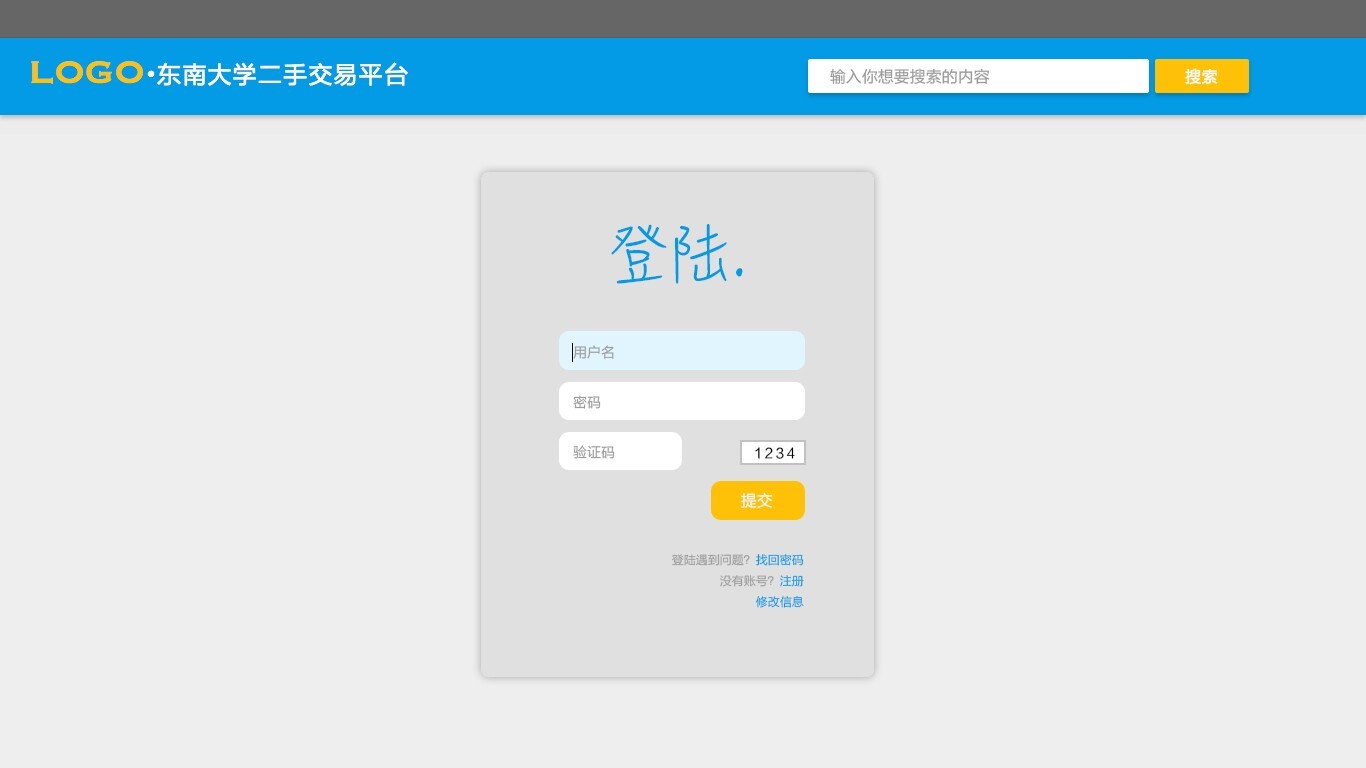 LOGO·东南大学二手交易平台
输入你想要搜索的内容 搜索
登陆.
用户名
密码
验证码 1234
提交
登陆遇到问题? 找回密码
没有账号? 注册
修改信息